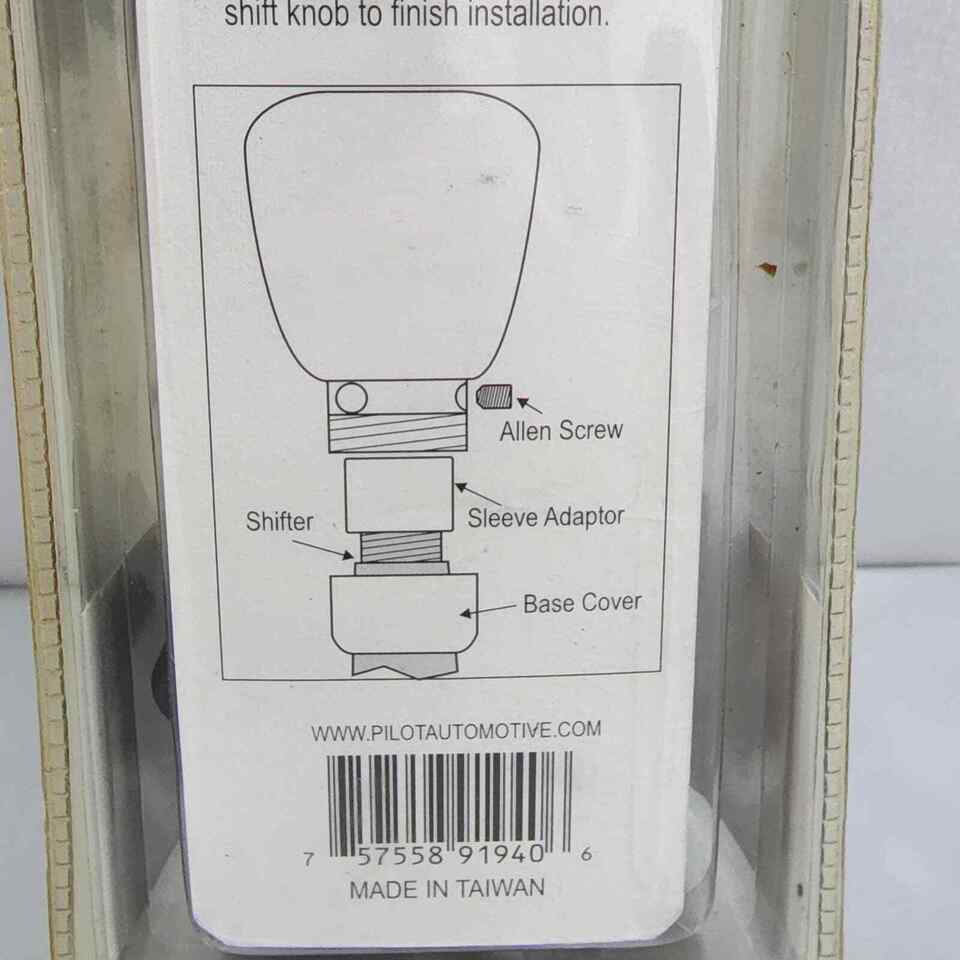 shift knob to finish installation.
Allen Screw
Shifter
Sleeve Adaptor
Base Cover
WWW.PILOTAUTOMOTIVE.COM
7 57558 91940 6
MADE IN TAIWAN